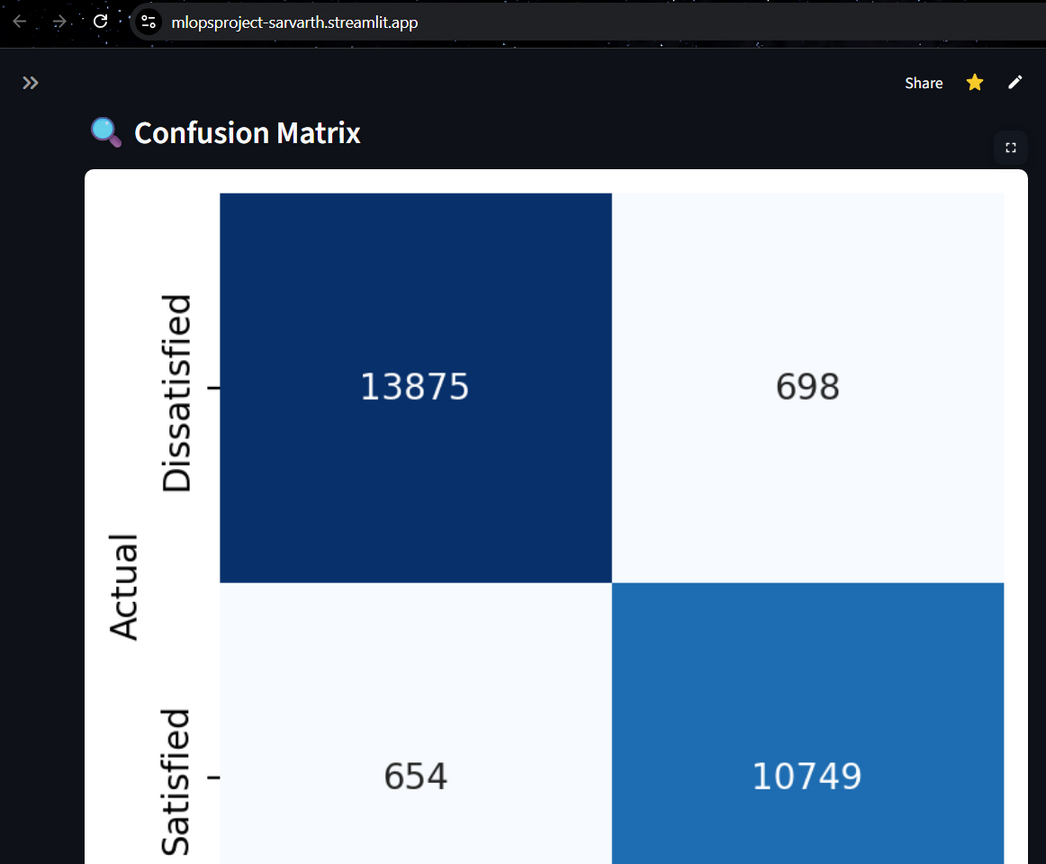 mlopsproject-sarvarth.streamlit.app
Share
Confusion Matrix
Dissatisfied
13875
698
Actual
Satisfied
654
10749